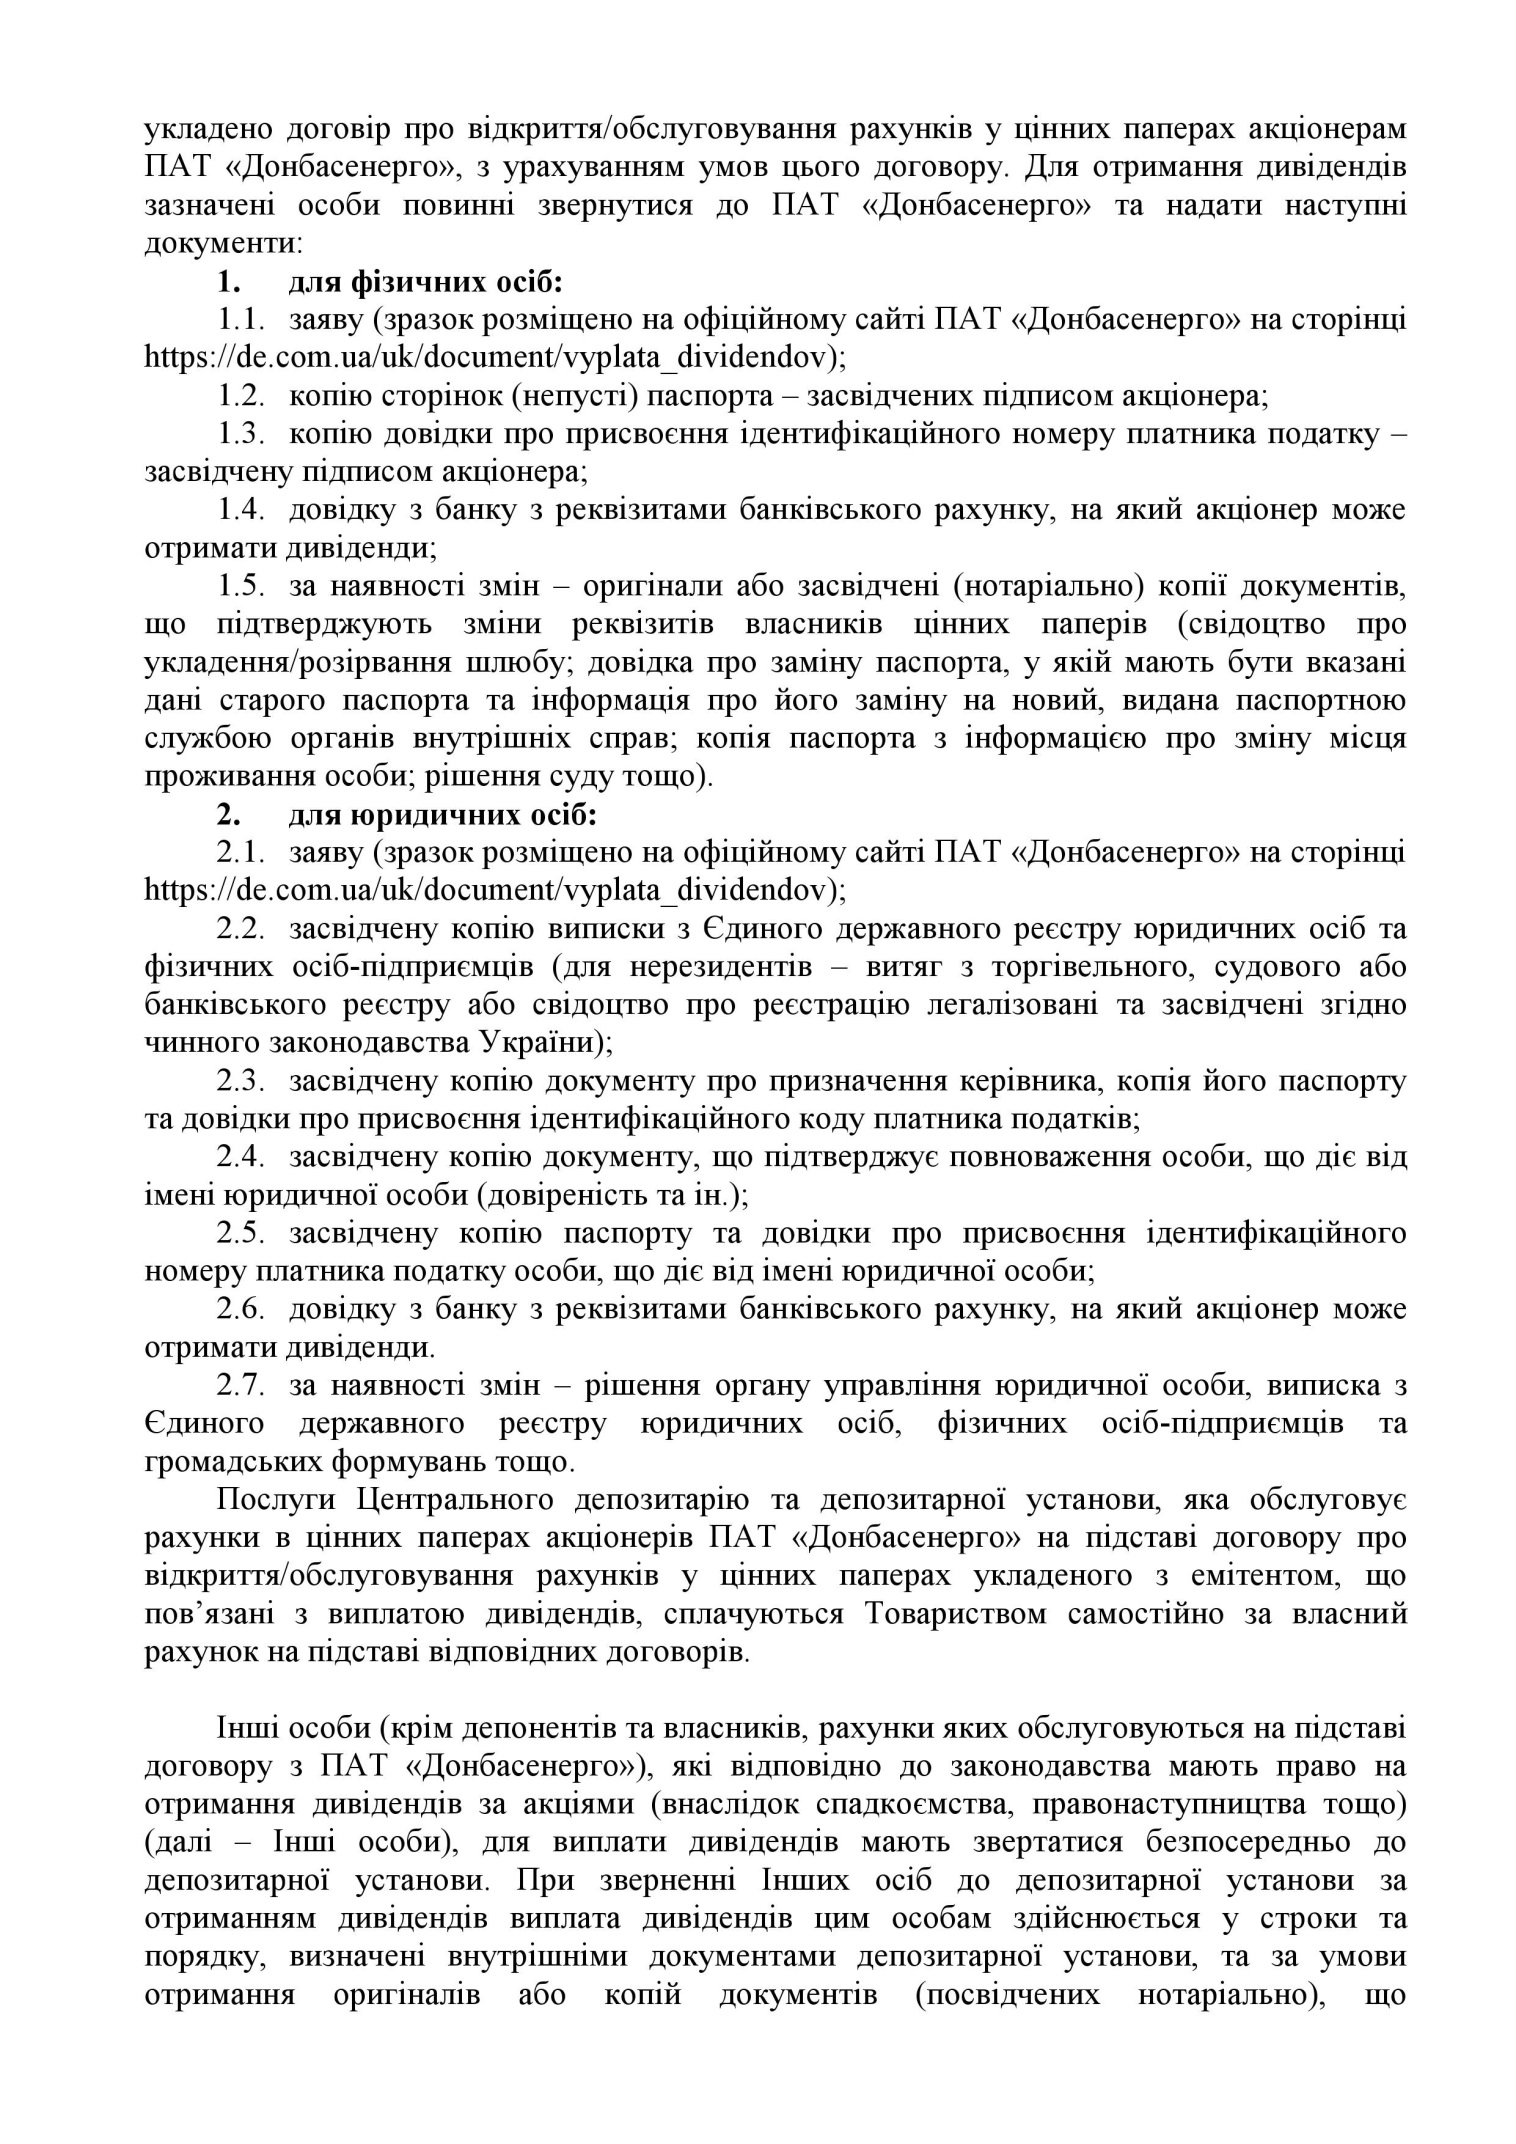 укладено договір про відкриття/обслуговування рахунків у цінних паперах акціонерам
ПАТ «Донбасенерго», з урахуванням умов цього договору. Для отримання дивідендів
зазначені особи повинні звернутися до ПАТ «Донбасенерго» та надати наступні
документи:
1. для фізичних осіб:
1.1. заяву (зразок розміщено на офіційному сайті ПАТ «Донбасенерго» на сторінці
https://de.com.ua/uk/document/vyplata_dividendov);
1.2. копію сторінок (непусті) паспорта – засвідчених підписом акціонера;
1.3. копію довідки про присвоєння ідентифікаційного номеру платника податку –
засвідчену підписом акціонера;
1.4. довідку з банку з реквізитами банківського рахунку, на який акціонер може
отримати дивіденди;
1.5. за наявності змін – оригінали або засвідчені (нотаріально) копії документів,
що підтверджують зміни реквізитів власників цінних паперів (свідоцтво про
укладення/розірвання шлюбу; довідка про заміну паспорта, у якій мають бути вказані
дані старого паспорта та інформація про його заміну на новий, видана паспортною
службою органів внутрішніх справ; копія паспорта з інформацією про зміну місця
проживання особи; рішення суду тощо).
2. для юридичних осіб:
2.1. заяву (зразок розміщено на офіційному сайті ПАТ «Донбасенерго» на сторінці
https://de.com.ua/uk/document/vyplata_dividendov);
2.2. засвідчену копію виписки з Єдиного державного реєстру юридичних осіб та
фізичних осіб-підприємців (для нерезидентів – витяг з торгівельного, судового або
банківського реєстру або свідоцтво про реєстрацію легалізовані та засвідчені згідно
чинного законодавства України);
2.3. засвідчену копію документу про призначення керівника, копія його паспорту
та довідки про присвоєння ідентифікаційного коду платника податків;
2.4. засвідчену копію документу, що підтверджує повноваження особи, що діє від
імені юридичної особи (довіреність та ін.);
2.5. засвідчену копію паспорту та довідки про присвоєння ідентифікаційного
номеру платника податку особи, що діє від імені юридичної особи;
2.6. довідку з банку з реквізитами банківського рахунку, на який акціонер може
отримати дивіденди.
2.7. за наявності змін – рішення органу управління юридичної особи, виписка з
Єдиного державного реєстру юридичних осіб, фізичних осіб-підприємців та
громадських формувань тощо.
Послуги Центрального депозитарію та депозитарної установи, яка обслуговує
рахунки в цінних паперах акціонерів ПАТ «Донбасенерго» на підставі договору про
відкриття/обслуговування рахунків у цінних паперах укладеного з емітентом, що
пов’язані з виплатою дивідендів, сплачуються Товариством самостійно за власний
рахунок на підставі відповідних договорів.
Інші особи (крім депонентів та власників, рахунки яких обслуговуються на підставі
договору з ПАТ «Донбасенерго»), які відповідно до законодавства мають право на
отримання дивідендів за акціями (внаслідок спадкоємства, правонаступництва тощо)
(далі – Інші особи), для виплати дивідендів мають звертатися безпосередньо до
депозитарної установи. При зверненні Інших осіб до депозитарної установи за
отриманням дивідендів виплата дивідендів цим особам здійснюється у строки та
порядку, визначені внутрішніми документами депозитарної установи, та за умови
отримання оригіналів або копій документів (посвідчених нотаріально), що